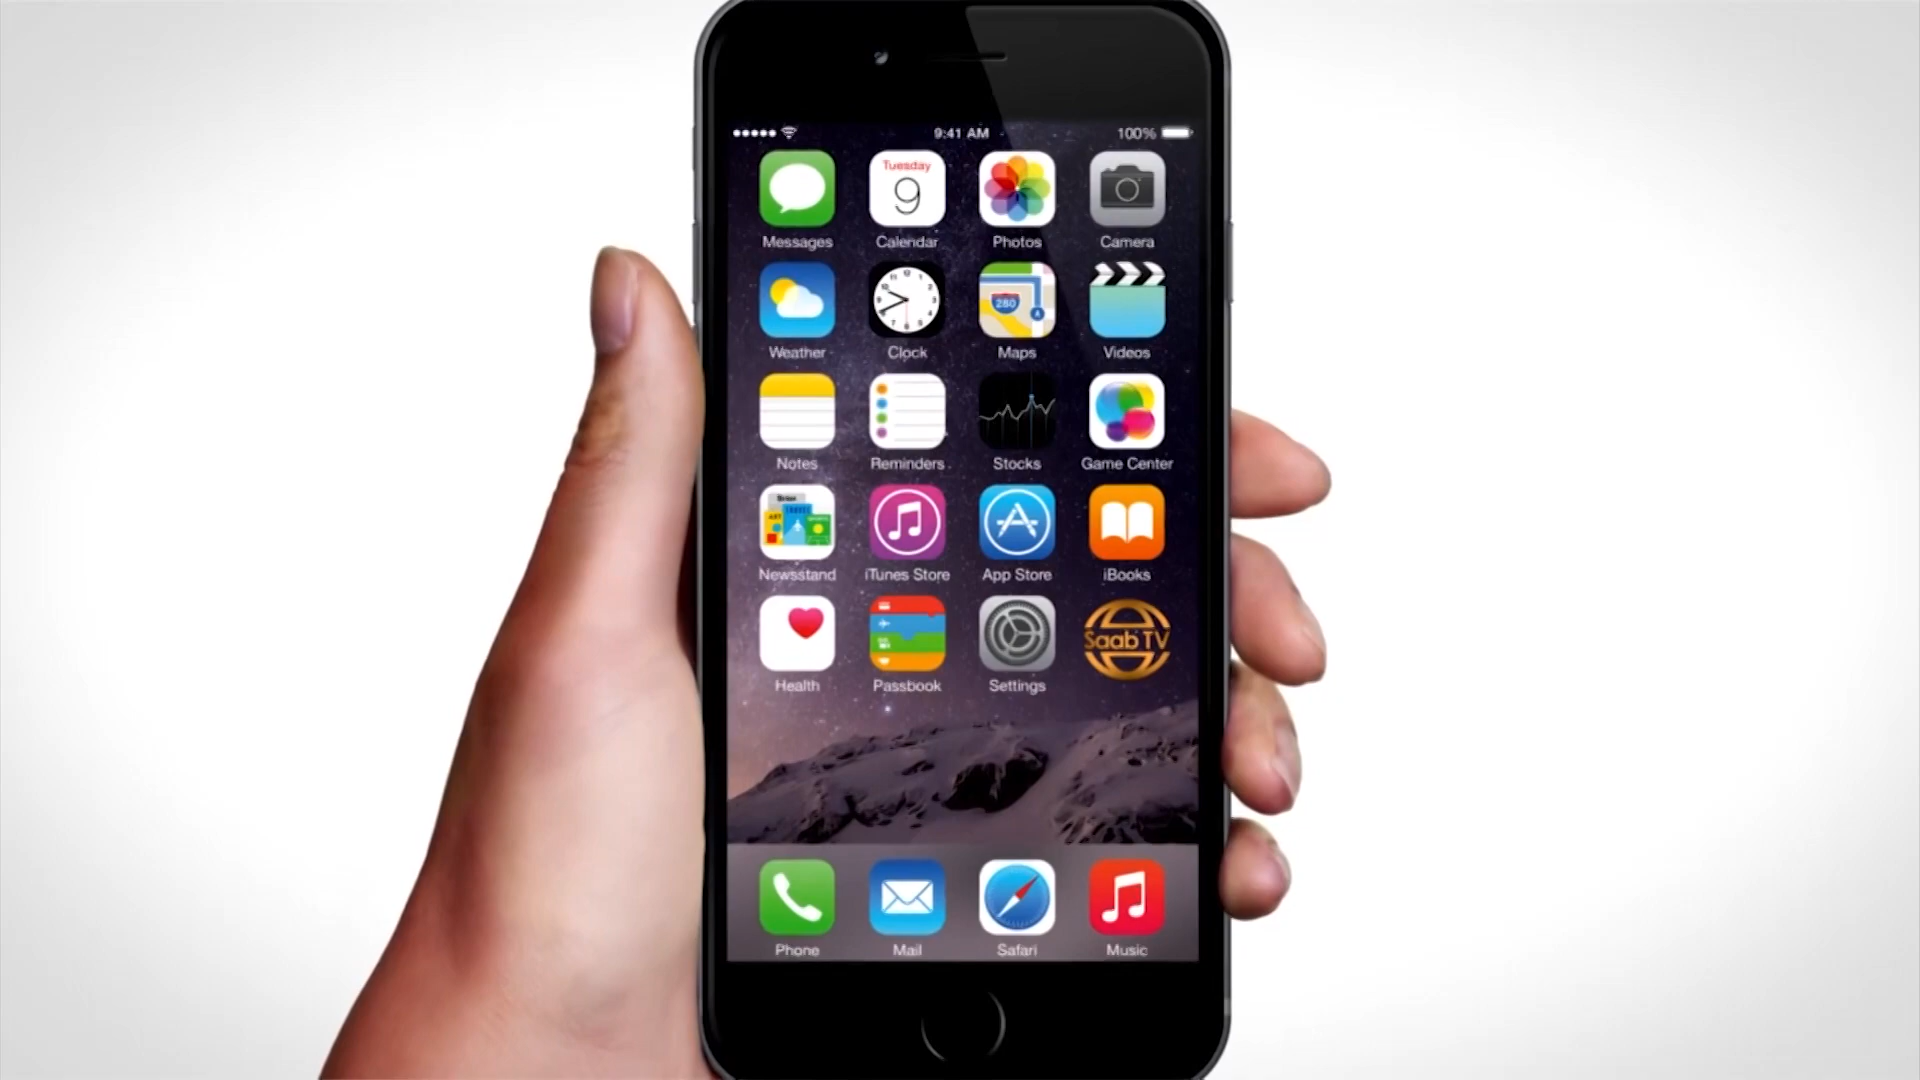 9:41 AM
100%
Tuesday
9
Messages
Calendar
Photos
Camera
280
Weather
Clock
Maps
Videos
Notes
Reminders
Stocks
Game Center
TRAVEL
Newsstand
iTunes Store
App Store
iBooks
Saab TV
Health
Passbook
Settings
Phone
Mail
Safari
Music